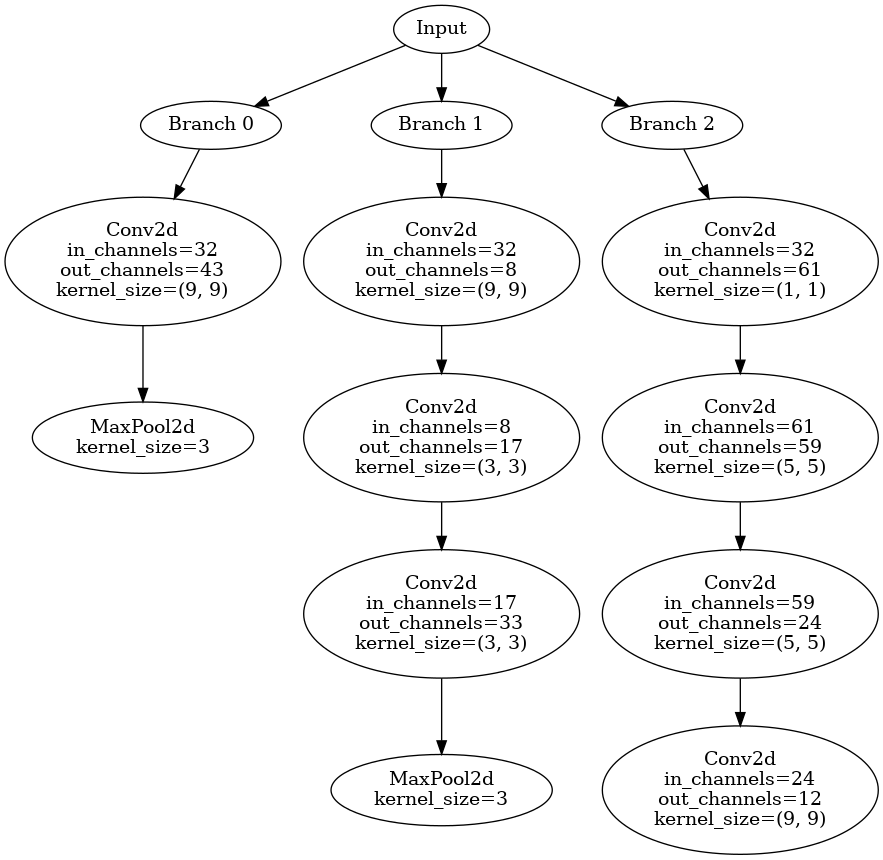 Input
Branch 0
Branch 1
Branch 2
Conv2d
in_channels=32
out_channels=43
kernel_size=(9, 9)
Conv2d
in_channels=32
out_channels=8
kernel_size=(9, 9)
Conv2d
in_channels=32
out_channels=61
kernel_size=(1, 1)
MaxPool2d
kernel_size=3
Conv2d
in_channels=8
out_channels=17
kernel_size=(3, 3)
Conv2d
in_channels=61
out_channels=59
kernel_size=(5, 5)
Conv2d
in_channels=17
out_channels=33
kernel_size=(3, 3)
Conv2d
in_channels=59
out_channels=24
kernel_size=(5, 5)
MaxPool2d
kernel_size=3
Conv2d
in_channels=24
out_channels=12
kernel_size=(9, 9)